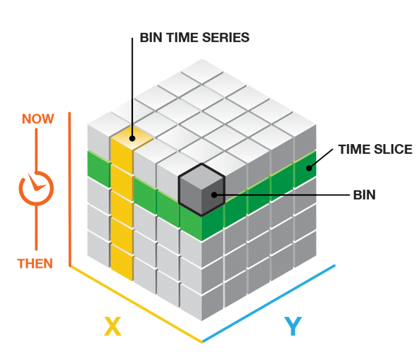 BIN TIME SERIES
NOW
TIME SLICE
BIN
THEN
X
Y